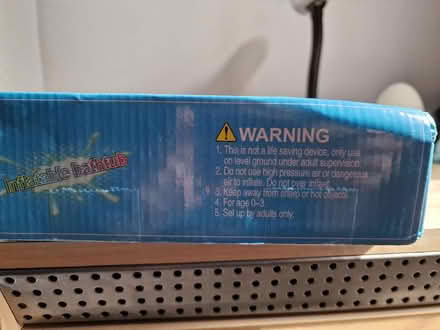 inflatable bathtub
WARNING
1. This is not a life saving device, only use
on level ground under adult supervision.
2. Do not use high pressure air or dangerous
air to inflate. Do not over inflate.
3. Keep away from sharp or hot objects.
4. For age 0-3
5. Set up by adults only.